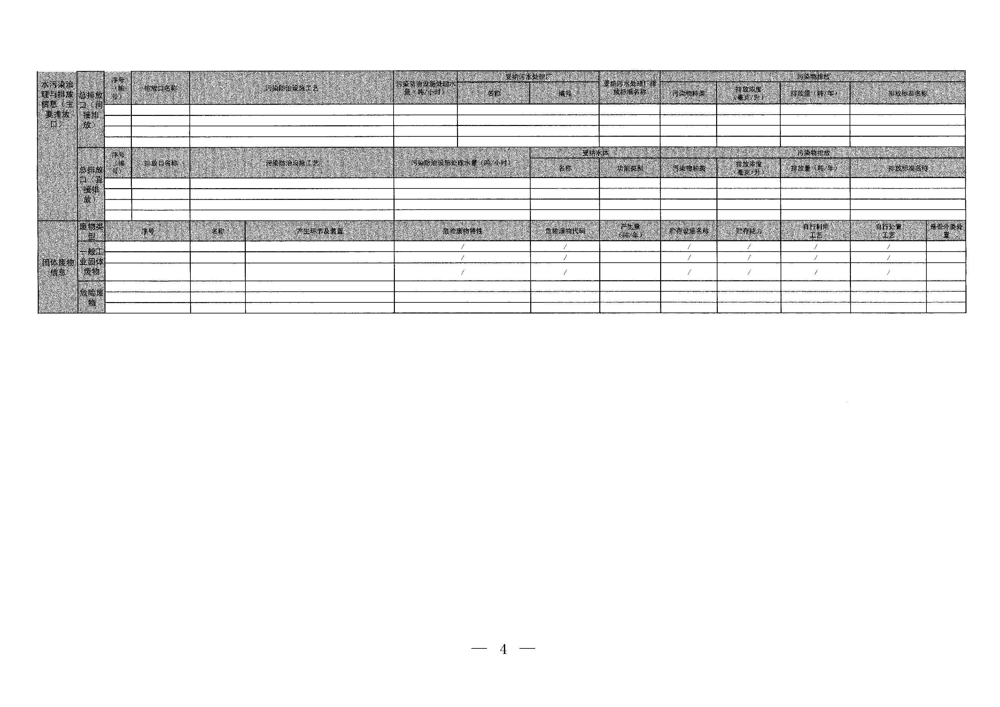 水污染治
理与排放
信息（主
要排放
口）
总排放
口（间
接排
放）
序号
（编
号）
排放口名称
污染防治设施工艺
污染防治设施处理水
量（吨/小时）
受纳污水处理厂
名称
编号
受纳污水处理厂排
放标准名称
污染物排放
污染物种类
排放浓度
（毫克/升）
排放量（吨/年）
排放标准名称
总排放
口（直
接排
放）
序号
（编
号）
排放口名称
污染防治设施工艺
污染防治设施处理水量（吨/小时）
受纳水体
名称
功能类别
污染物排放
污染物种类
排放浓度
（毫克/升）
排放量（吨/年）
排放标准名称
固体废物
信息
废物类
型
序号
名称
产生环节及装置
危险废物特性
危险废物代码
产生量
（吨/年）
贮存设施名称
贮存能力
自行利用
工艺
自行处置
工艺
是否外委处
置
一般工
业固体
废物
/ / / / / /
/ / / / / /
/ / / / / /
危险废
物
— 4 —